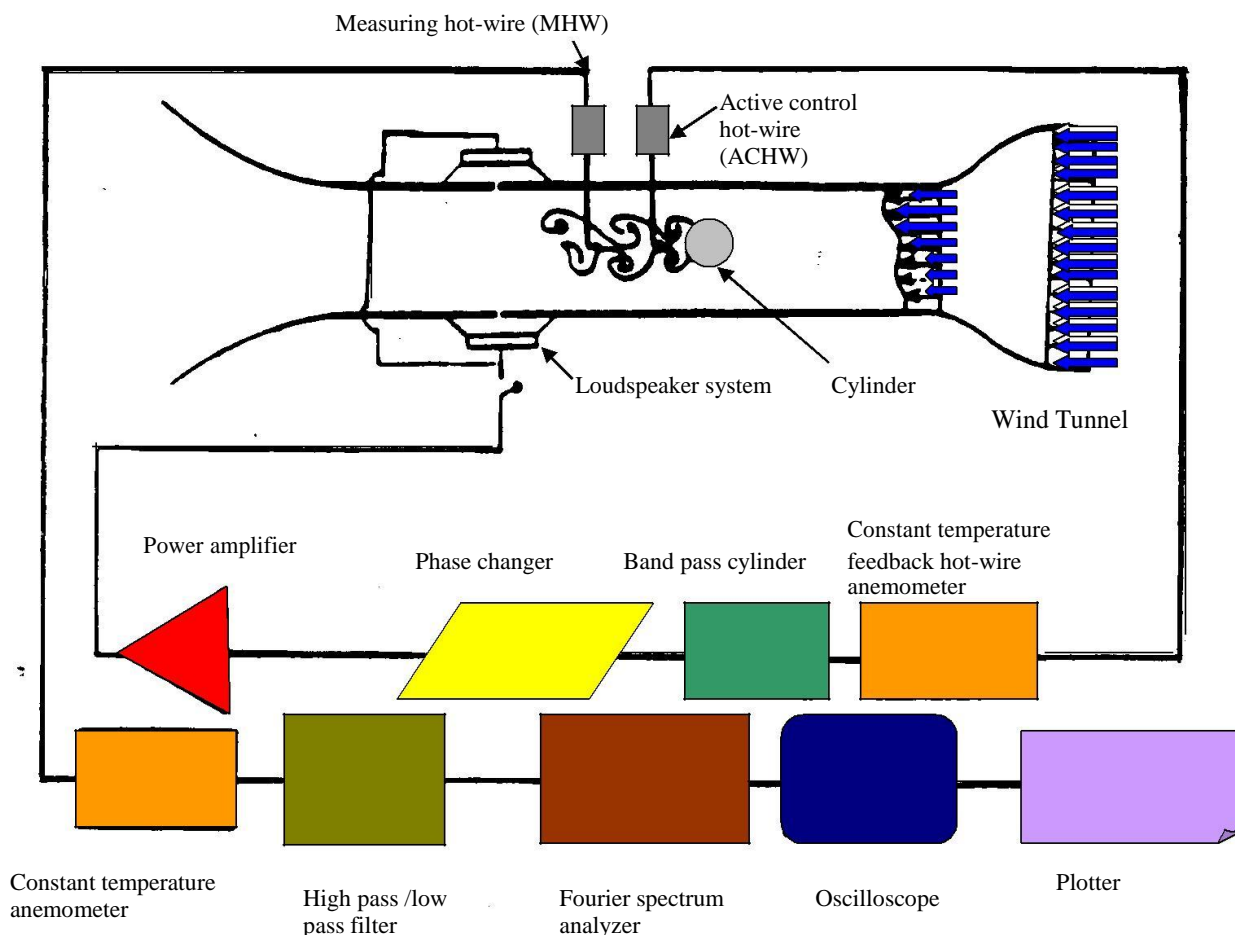 Measuring hot-wire (MHW)
Active control
hot-wire
(ACHW)
Loudspeaker system
Cylinder
Wind Tunnel
Power amplifier
Phase changer
Band pass cylinder
Constant temperature
feedback hot-wire
anemometer
Constant temperature
anemometer
High pass /low
pass filter
Fourier spectrum
analyzer
Oscilloscope
Plotter